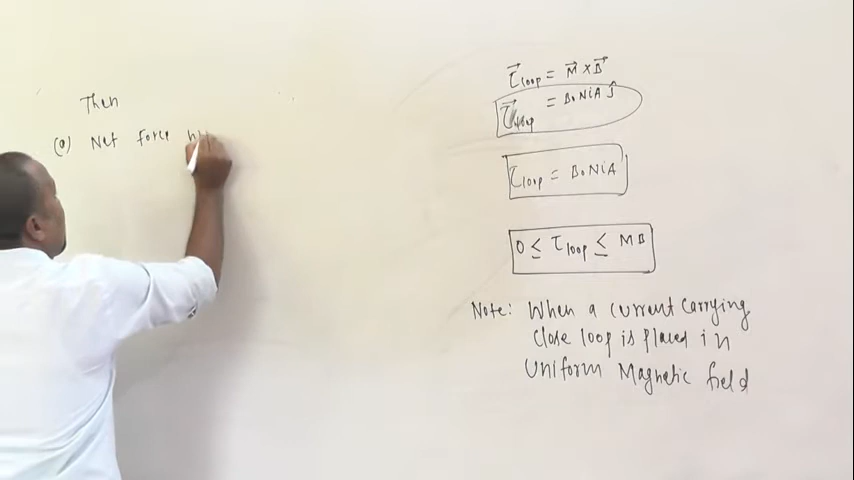 Then
(a) Net force
τ⃗loop = M⃗ × B⃗
τ⃗loop = B₀NiA ĵ
τloop = B₀NiA
0 ≤ τloop ≤ MB
Note: When a current carrying
close loop is placed in
Uniform Magnetic field